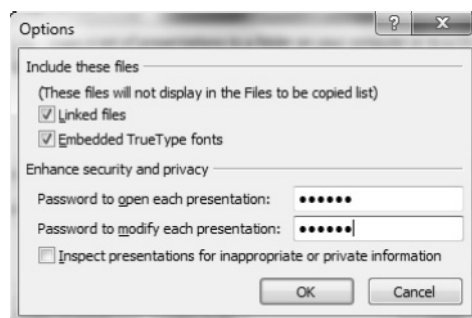 Options
Include these files
(These files will not display in the Files to be copied list)
Linked files
Embedded TrueType fonts
Enhance security and privacy
Password to open each presentation: ••••••
Password to modify each presentation: ••••••
Inspect presentations for inappropriate or private information
OK Cancel